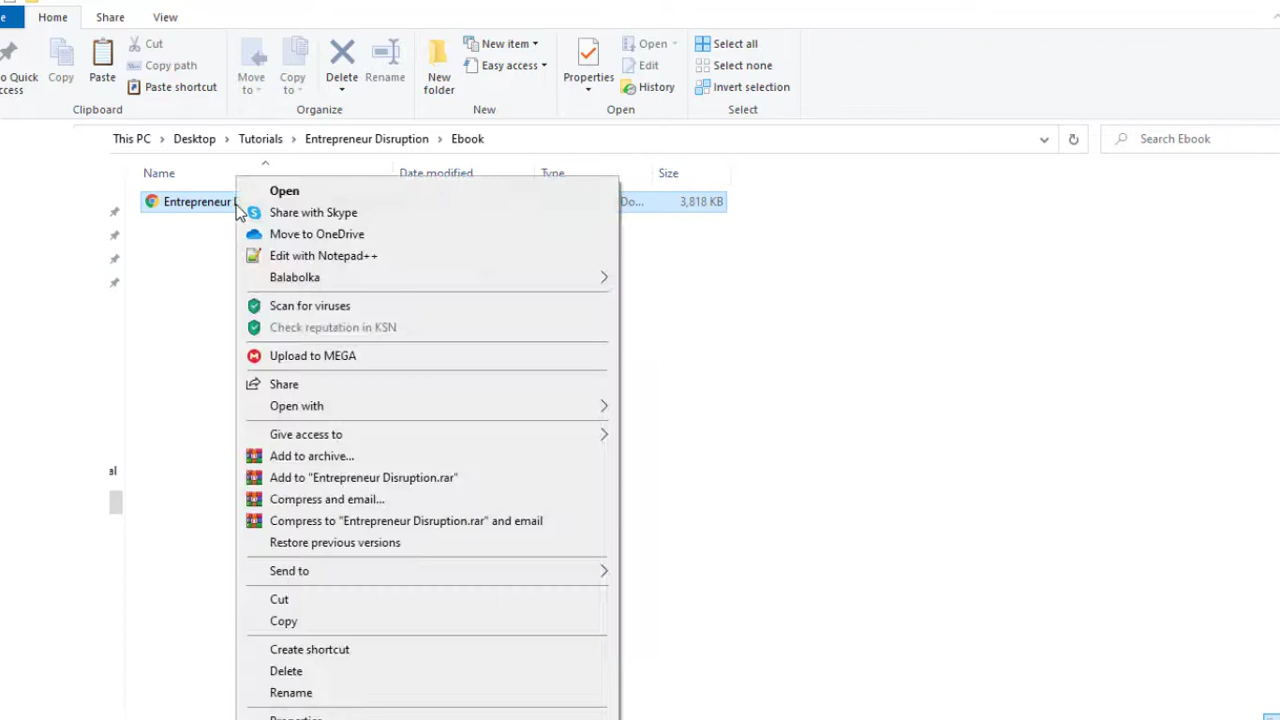 e Home Share View
o Quick
ccess
Copy
Paste
Cut
Copy path
Paste shortcut
Clipboard
Move
to
Copy
to
Delete
Rename
Organize
New
folder
New item
Easy access
New
Properties
Open
Edit
History
Open
Select all
Select none
Invert selection
Select
This PC > Desktop > Tutorials > Entrepreneur Disruption > Ebook
Search Ebook
Name Date modified Type Size
Entrepreneur Do... 3,818 KB
Open
Share with Skype
Move to OneDrive
Edit with Notepad++
Balabolka
Scan for viruses
Check reputation in KSN
Upload to MEGA
Share
Open with
Give access to
Add to archive...
al
Add to "Entrepreneur Disruption.rar"
Compress and email...
Compress to "Entrepreneur Disruption.rar" and email
Restore previous versions
Send to
Cut
Copy
Create shortcut
Delete
Rename
Properties